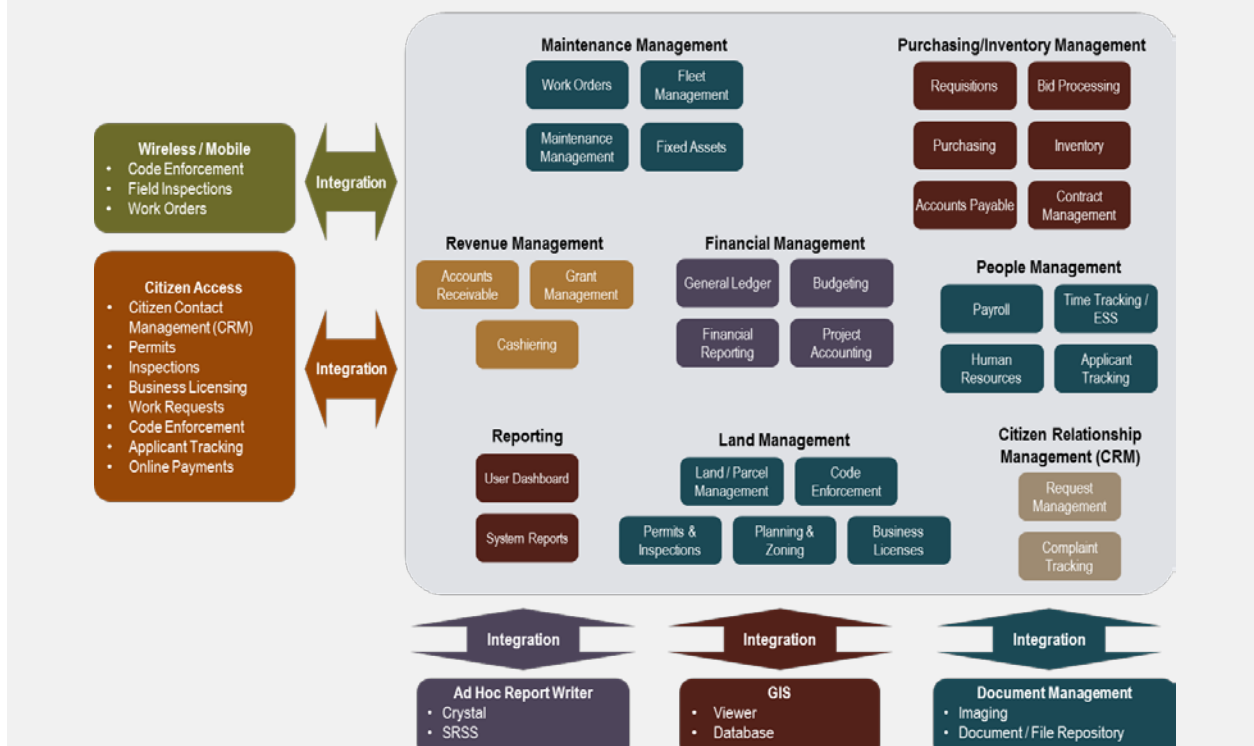 Maintenance Management
Work Orders
Fleet
Management
Maintenance
Management
Fixed Assets
Purchasing/Inventory Management
Requisitions
Bid Processing
Purchasing
Inventory
Accounts Payable
Contract
Management
Wireless / Mobile
• Code Enforcement
• Field Inspections
• Work Orders
Integration
Citizen Access
• Citizen Contact
Management (CRM)
• Permits
• Inspections
• Business Licensing
• Work Requests
• Code Enforcement
• Applicant Tracking
• Online Payments
Integration
Revenue Management
Accounts
Receivable
Grant
Management
Cashiering
Financial Management
General Ledger
Budgeting
Financial
Reporting
Project
Accounting
People Management
Payroll
Time Tracking /
ESS
Human
Resources
Applicant
Tracking
Reporting
User Dashboard
System Reports
Land Management
Land / Parcel
Management
Code
Enforcement
Permits &
Inspections
Planning &
Zoning
Business
Licenses
Citizen Relationship
Management (CRM)
Request
Management
Complaint
Tracking
Integration
Integration
Integration
Ad Hoc Report Writer
• Crystal
• SRSS
GIS
• Viewer
• Database
Document Management
• Imaging
• Document / File Repository